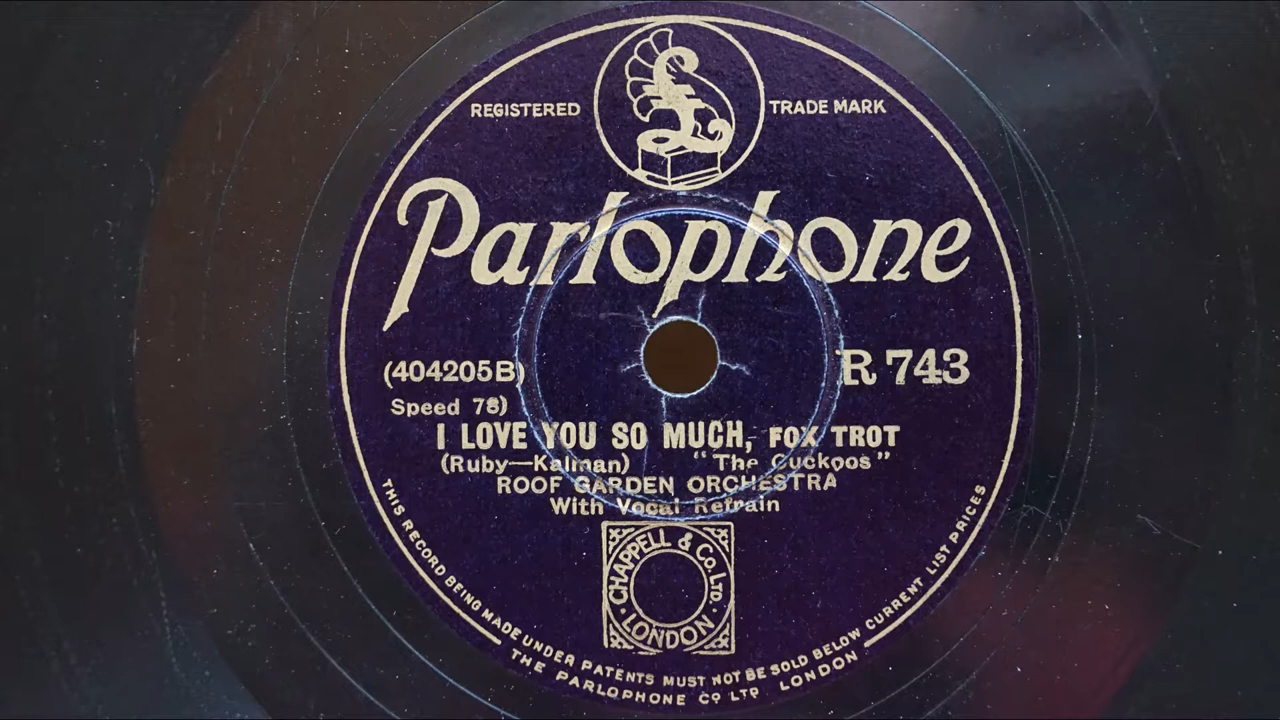 REGISTERED TRADE MARK
Parlophone
(404205B) R 743
Speed 78)
I LOVE YOU SO MUCH, FOX TROT
(Ruby—Kalman) "The Cuckoos"
ROOF GARDEN ORCHESTRA
With Vocal Refrain
CHAPPELL & Co. LTD.
LONDON
THIS RECORD BEING MADE UNDER PATENTS MUST NOT BE SOLD BELOW CURRENT LIST PRICES
THE PARLOPHONE Co LTD LONDON